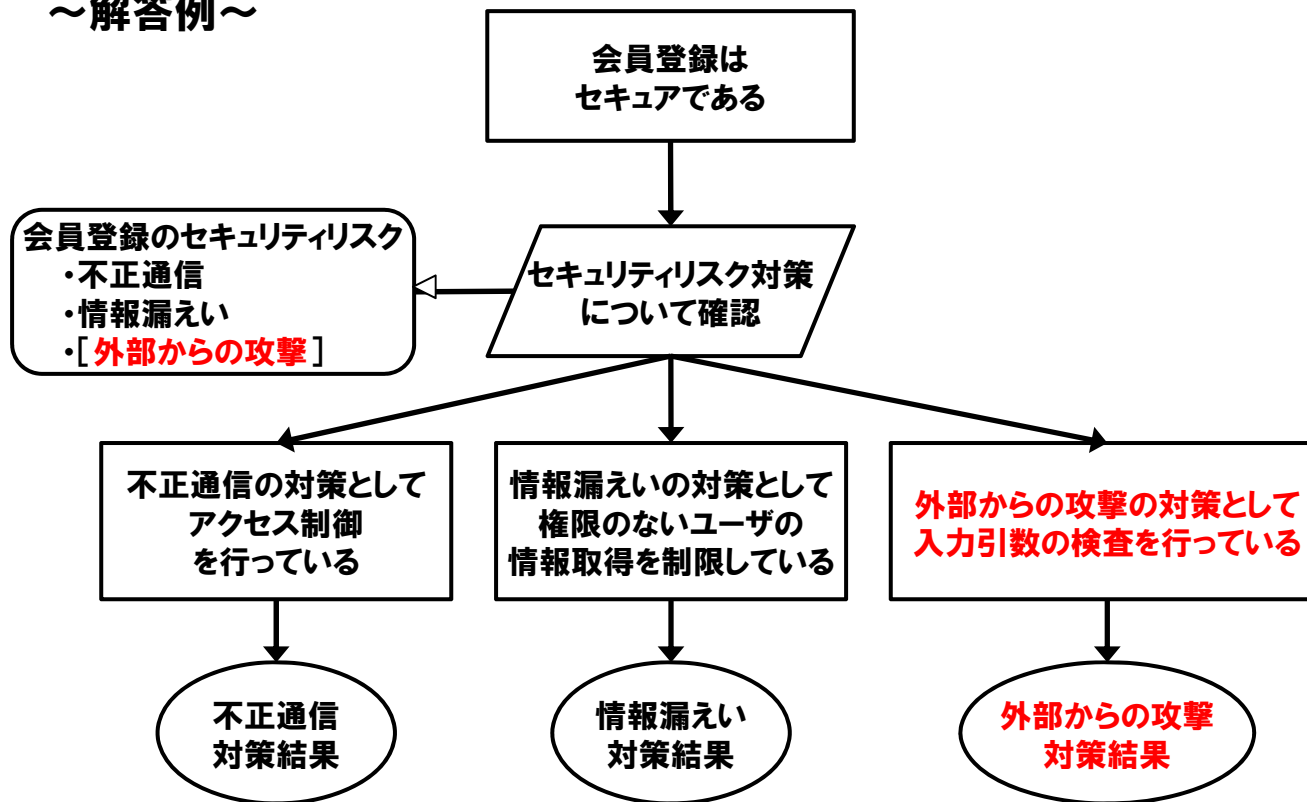 ～解答例～
会員登録は
セキュアである
会員登録のセキュリティリスク
・不正通信
・情報漏えい
・[外部からの攻撃]
セキュリティリスク対策
について確認
不正通信の対策として
アクセス制御
を行っている
情報漏えいの対策として
権限のないユーザの
情報取得を制限している
外部からの攻撃の対策として
入力引数の検査を行っている
不正通信
対策結果
情報漏えい
対策結果
外部からの攻撃
対策結果